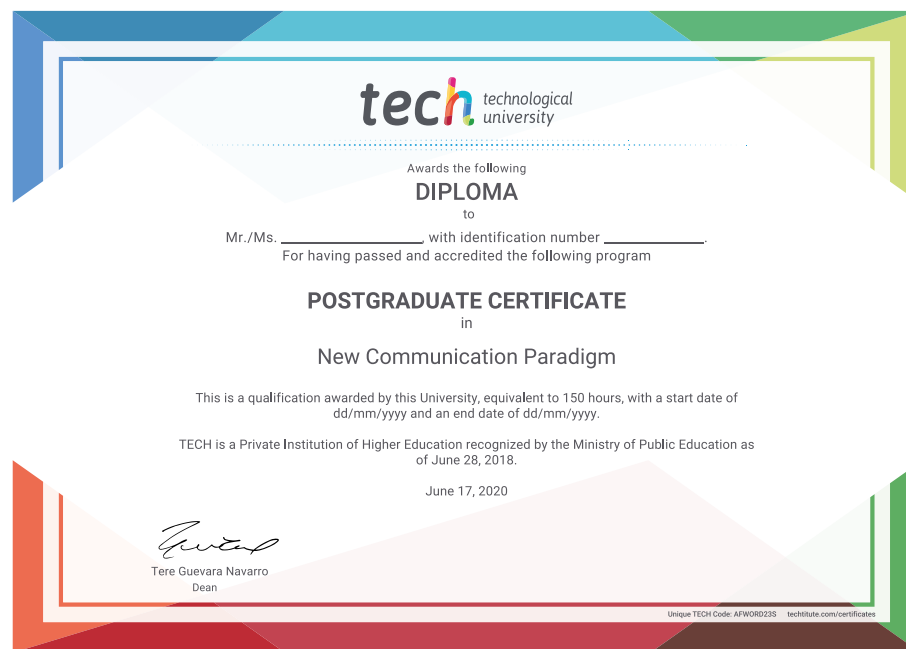 tech technological
university
Awards the following
DIPLOMA
to
Mr./Ms. ______________, with identification number __________.
For having passed and accredited the following program
POSTGRADUATE CERTIFICATE
in
New Communication Paradigm
This is a qualification awarded by this University, equivalent to 150 hours, with a start date of
dd/mm/yyyy and an end date of dd/mm/yyyy.
TECH is a Private Institution of Higher Education recognized by the Ministry of Public Education as
of June 28, 2018.
June 17, 2020
Tere Guevara Navarro
Dean
Unique TECH Code: AFWORD23S techtitute.com/certificates